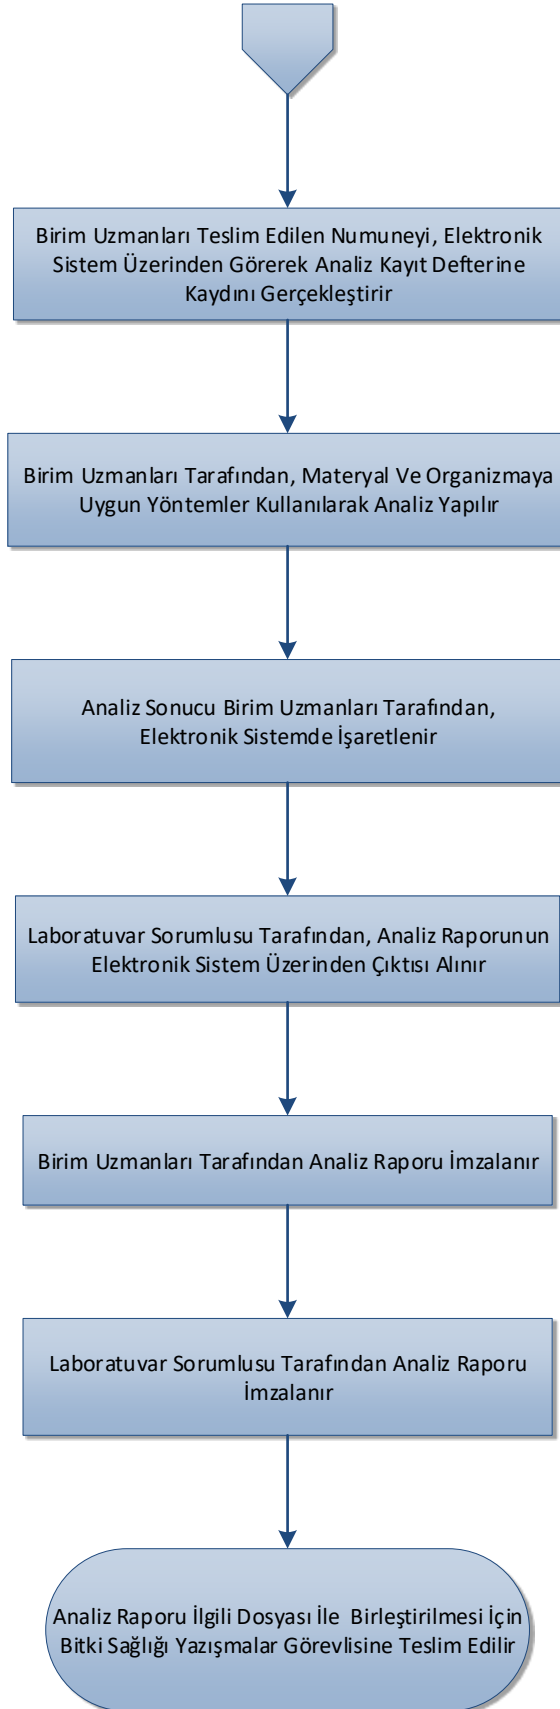 Birim Uzmanları Teslim Edilen Numuneyi, Elektronik
Sistem Üzerinden Görerek Analiz Kayıt Defterine
Kaydını Gerçekleştirir
Birim Uzmanları Tarafından, Materyal Ve Organizmaya
Uygun Yöntemler Kullanılarak Analiz Yapılır
Analiz Sonucu Birim Uzmanları Tarafından,
Elektronik Sistemde İşaretlenir
Laboratuvar Sorumlusu Tarafından, Analiz Raporunun
Elektronik Sistem Üzerinden Çıktısı Alınır
Birim Uzmanları Tarafından Analiz Raporu İmzalanır
Laboratuvar Sorumlusu Tarafından Analiz Raporu
İmzalanır
Analiz Raporu İlgili Dosyası İle Birleştirilmesi İçin
Bitki Sağlığı Yazışmalar Görevlisine Teslim Edilir